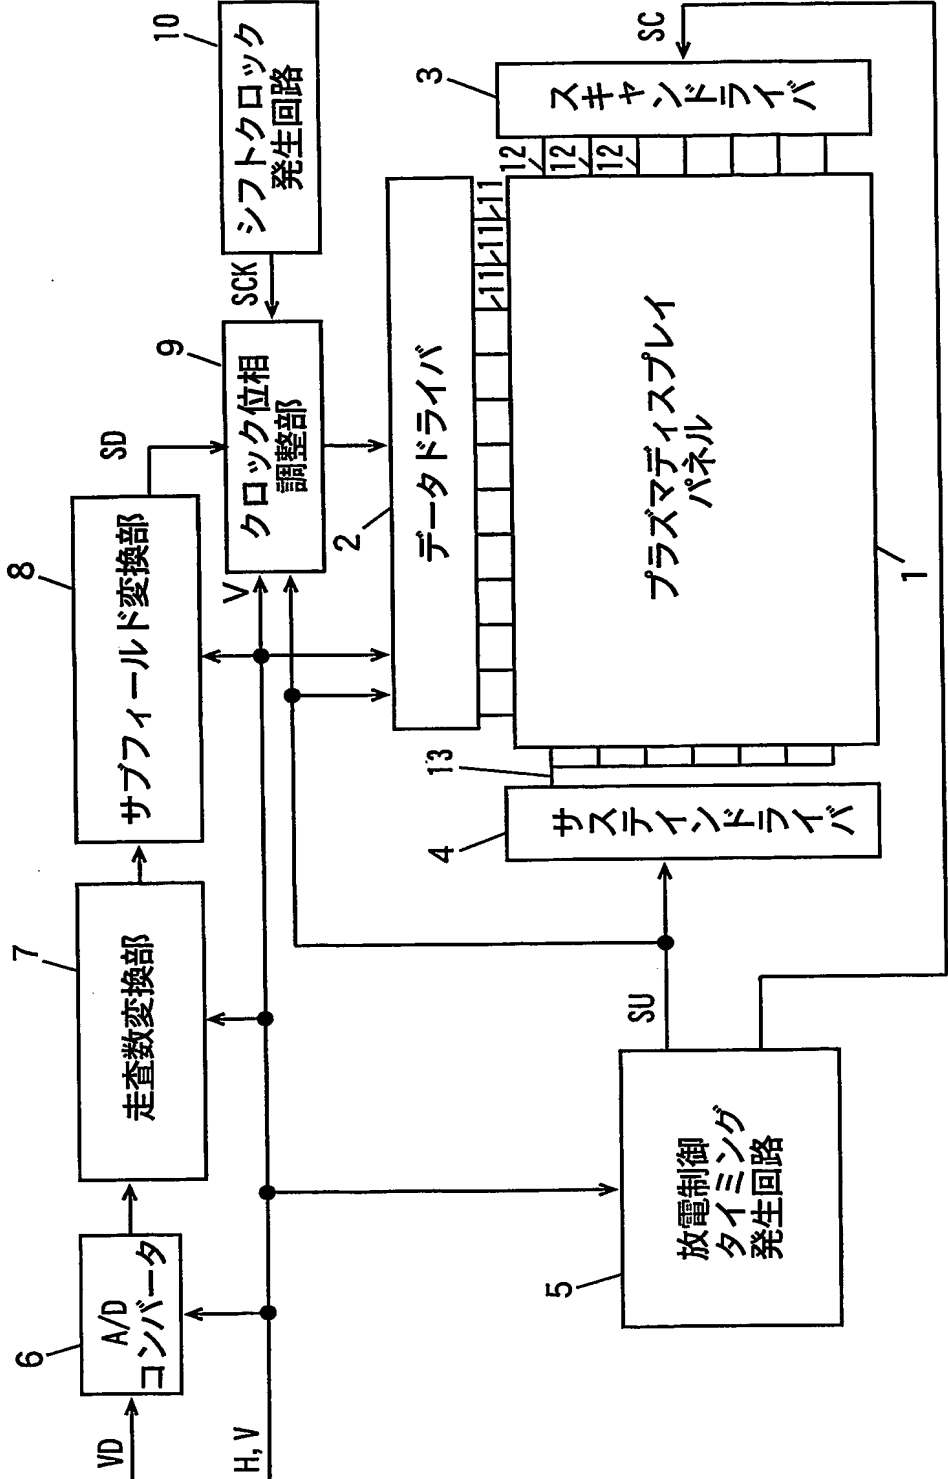 VD
H, V
6
A/D
コンバータ
7
走査数変換部
8
サブフィールド変換部
SD
9
クロック位相
調整部
V
SCK
10
シフトクロック
発生回路
2
データドライバ
11
11
11
3
スキャンドライバ
SC
12
12
12
プラズマディスプレイ
パネル
1
13
4
サスティンドライバ
SU
5
放電制御
タイミング
発生回路